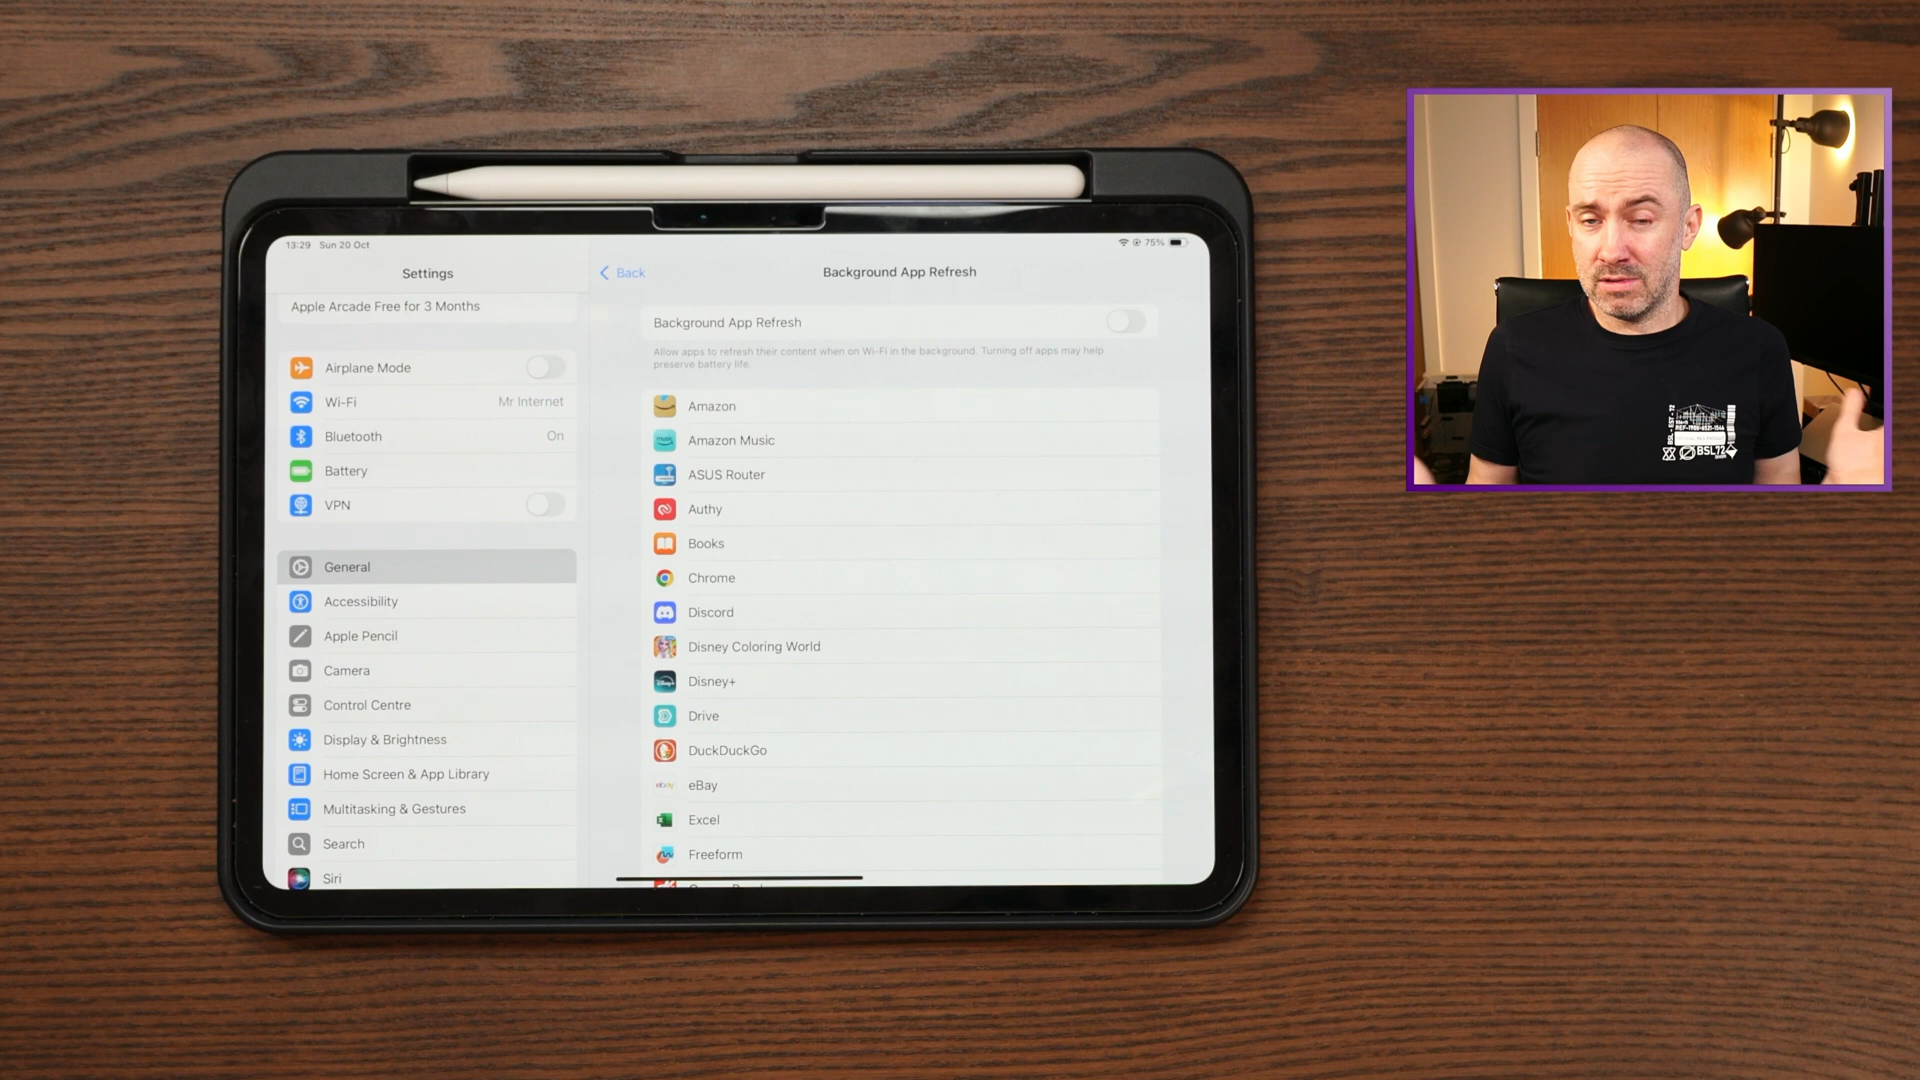 13:29 Sun 20 Oct
75%
Settings
Apple Arcade Free for 3 Months
Airplane Mode
Wi-Fi Mr Internet
Bluetooth On
Battery
VPN
General
Accessibility
Apple Pencil
Camera
Control Centre
Display & Brightness
Home Screen & App Library
Multitasking & Gestures
Search
Siri
Back
Background App Refresh
Background App Refresh
Allow apps to refresh their content when on Wi-Fi in the background. Turning off apps may help
preserve battery life.
Amazon
Amazon Music
ASUS Router
Authy
Books
Chrome
Discord
Disney Coloring World
Disney+
Drive
DuckDuckGo
eBay
Excel
Freeform
BSL72